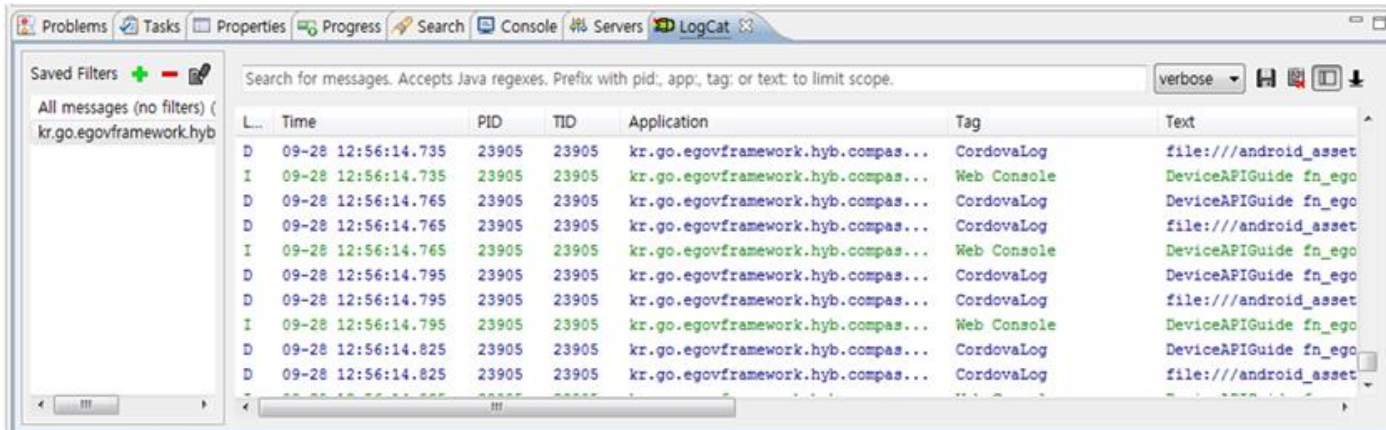 Problems Tasks Properties Progress Search Console Servers LogCat
Saved Filters
All messages (no filters) (
kr.go.egovframework.hyb
Search for messages. Accepts Java regexes. Prefix with pid:, app:, tag: or text: to limit scope. verbose
L... Time PID TID Application Tag Text
D 09-28 12:56:14.735 23905 23905 kr.go.egovframework.hyb.compas... CordovaLog file:///android_asset
I 09-28 12:56:14.735 23905 23905 kr.go.egovframework.hyb.compas... Web Console DeviceAPIGuide fn_ego
D 09-28 12:56:14.765 23905 23905 kr.go.egovframework.hyb.compas... CordovaLog DeviceAPIGuide fn_ego
D 09-28 12:56:14.765 23905 23905 kr.go.egovframework.hyb.compas... CordovaLog file:///android_asset
I 09-28 12:56:14.765 23905 23905 kr.go.egovframework.hyb.compas... Web Console DeviceAPIGuide fn_ego
D 09-28 12:56:14.795 23905 23905 kr.go.egovframework.hyb.compas... CordovaLog DeviceAPIGuide fn_ego
D 09-28 12:56:14.795 23905 23905 kr.go.egovframework.hyb.compas... CordovaLog file:///android_asset
I 09-28 12:56:14.795 23905 23905 kr.go.egovframework.hyb.compas... Web Console DeviceAPIGuide fn_ego
D 09-28 12:56:14.825 23905 23905 kr.go.egovframework.hyb.compas... CordovaLog DeviceAPIGuide fn_ego
D 09-28 12:56:14.825 23905 23905 kr.go.egovframework.hyb.compas... CordovaLog file:///android_asset